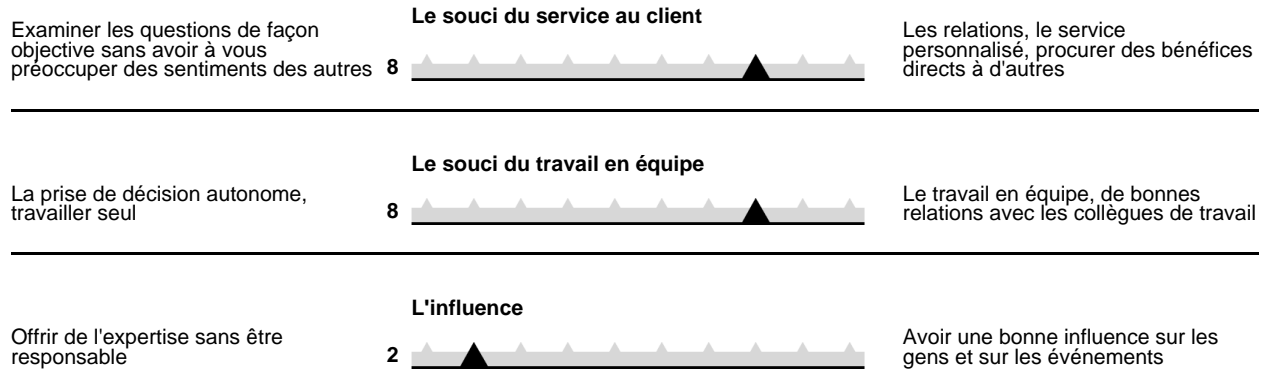 Le souci du service au client
Examiner les questions de façon
objective sans avoir à vous
préoccuper des sentiments des autres
8
Les relations, le service
personnalisé, procurer des bénéfices
directs à d'autres
Le souci du travail en équipe
La prise de décision autonome,
travailler seul
8
Le travail en équipe, de bonnes
relations avec les collègues de travail
L'influence
Offrir de l'expertise sans être
responsable
2
Avoir une bonne influence sur les
gens et sur les événements